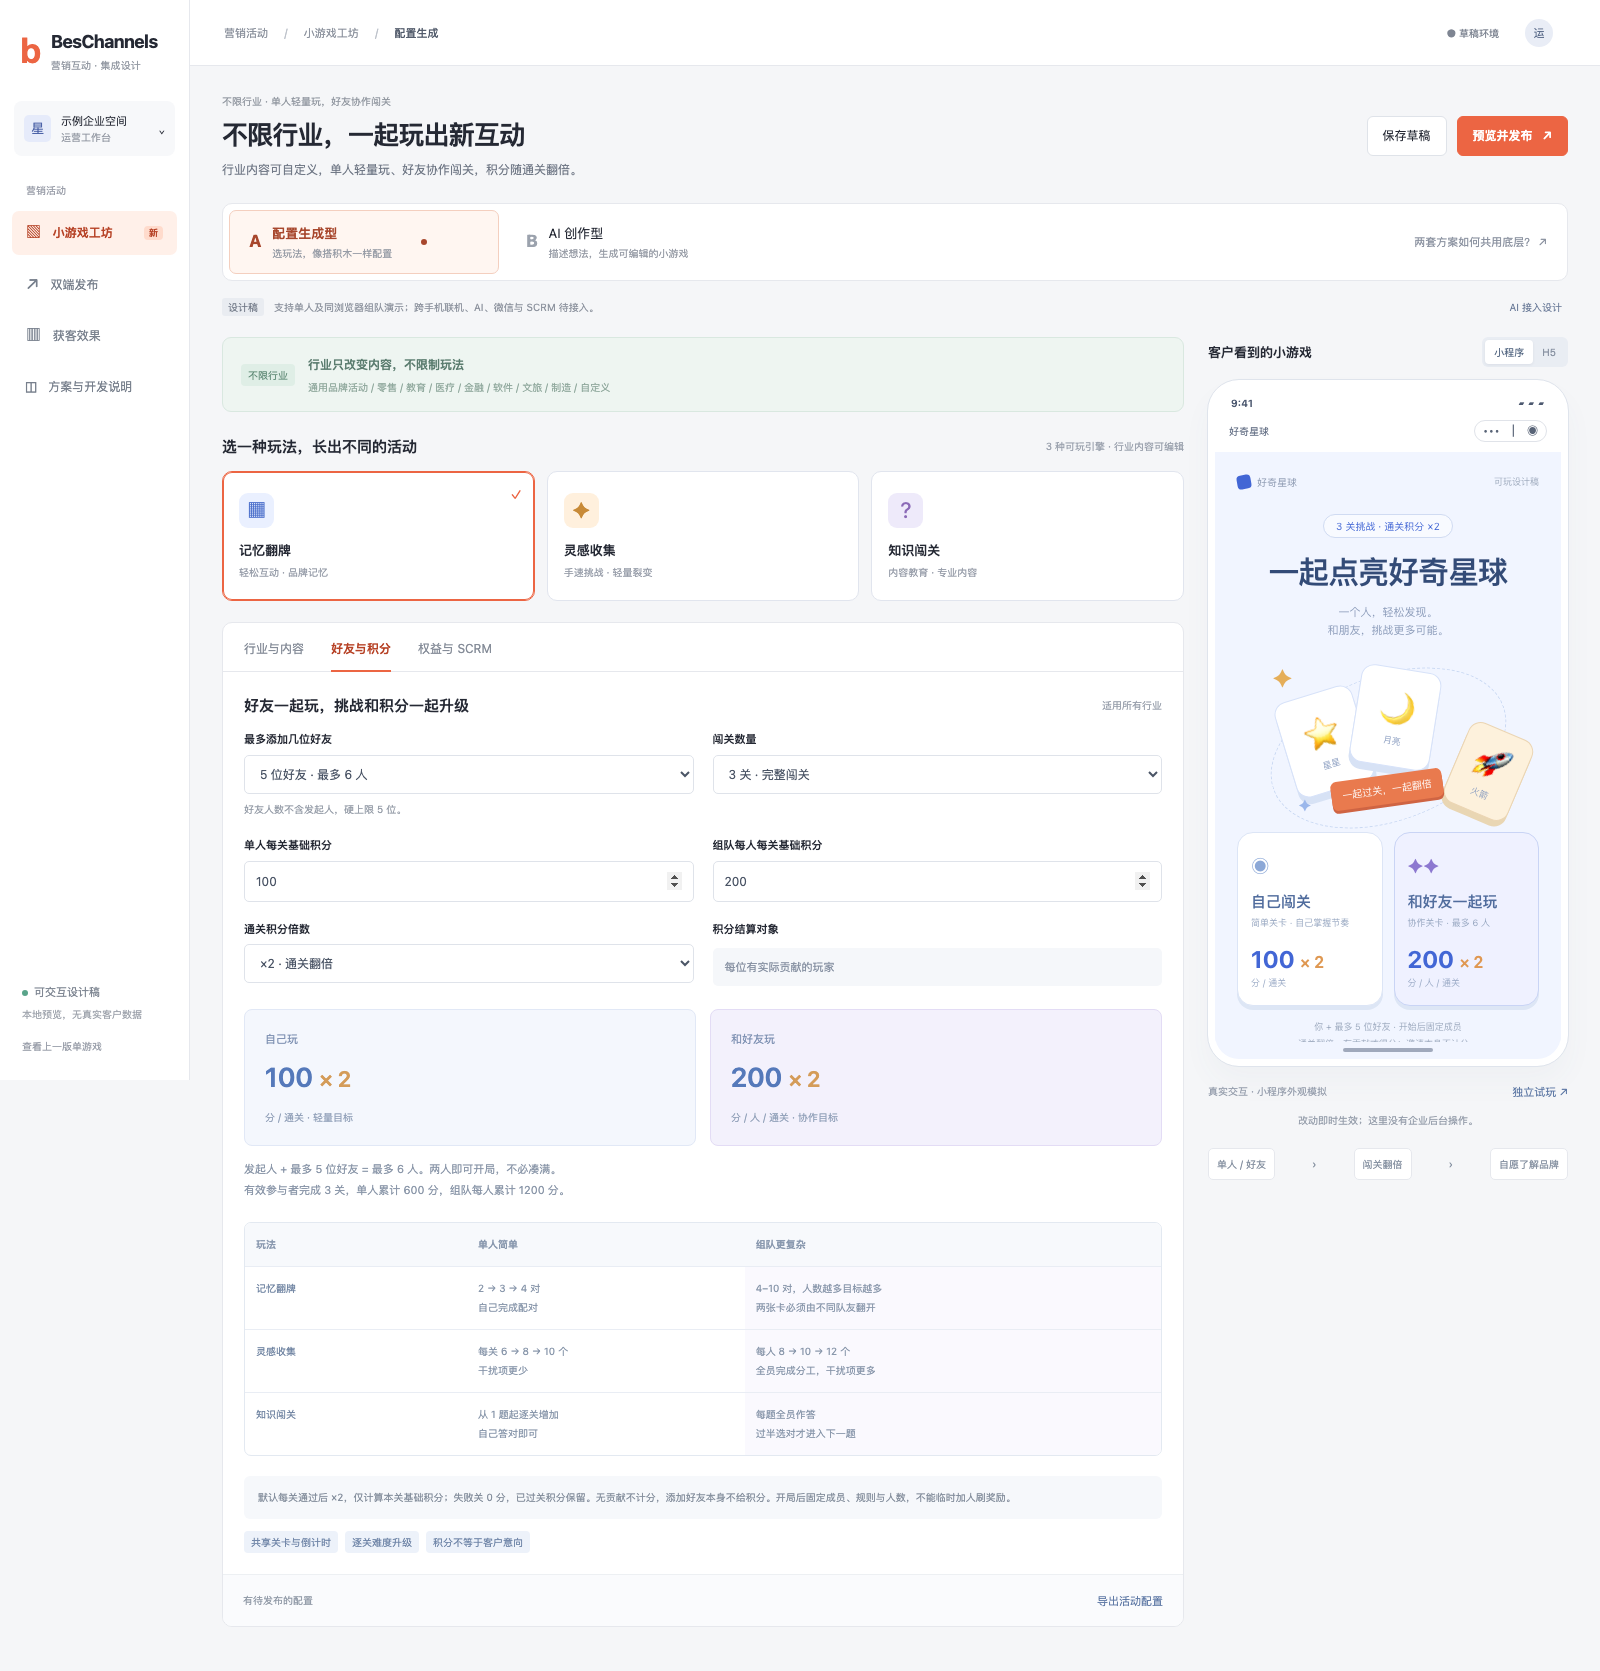 b BesChannels
营销互动 · 集成设计
星 示例企业空间
运营工作台
营销活动
小游戏工坊 新
双端发布
获客效果
方案与开发说明
可交互设计稿
本地预览，无真实客户数据
查看上一版单游戏
营销活动 / 小游戏工坊 / 配置生成
草稿环境 运
不限行业 · 单人轻量玩，好友协作闯关
不限行业，一起玩出新互动
行业内容可自定义，单人轻量玩、好友协作闯关，积分随通关翻倍。
保存草稿 预览并发布 ↗
A 配置生成型
选玩法，像搭积木一样配置
B AI 创作型
描述想法，生成可编辑的小游戏
两套方案如何共用底层？ ↗
设计稿 支持单人及同浏览器组队演示；跨手机联机、AI、微信与 SCRM 待接入。
AI 接入设计
不限行业 行业只改变内容，不限制玩法
通用品牌活动 / 零售 / 教育 / 医疗 / 金融 / 软件 / 文旅 / 制造 / 自定义
选一种玩法，长出不同的活动
3 种可玩引擎 · 行业内容可编辑
✓
记忆翻牌
轻松互动 · 品牌记忆
灵感收集
手速挑战 · 轻量裂变
?
知识闯关
内容教育 · 专业内容
行业与内容 好友与积分 权益与 SCRM
好友一起玩，挑战和积分一起升级
适用所有行业
最多添加几位好友
5 位好友 · 最多 6 人
好友人数不含发起人，硬上限 5 位。
闯关数量
3 关 · 完整闯关
单人每关基础积分
100
组队每人每关基础积分
200
通关积分倍数
×2 · 通关翻倍
积分结算对象
每位有实际贡献的玩家
自己玩
100 × 2
分 / 通关 · 轻量目标
和好友玩
200 × 2
分 / 人 / 通关 · 协作目标
发起人 + 最多 5 位好友 = 最多 6 人。两人即可开局，不必凑满。
有效参与者完成 3 关，单人累计 600 分，组队每人累计 1200 分。
玩法 单人简单 组队更复杂
记忆翻牌
2 → 3 → 4 对
自己完成配对
4–10 对，人数越多目标越多
两张卡必须由不同队友翻开
灵感收集
每关 6 → 8 → 10 个
干扰项更少
每人 8 → 10 → 12 个
全员完成分工，干扰项更多
知识闯关
从 1 题起逐关增加
自己答对即可
每题全员作答
过半选对才进入下一题
默认每关通过后 ×2，仅计算本关基础积分；失败关 0 分，已过关积分保留。无贡献不计分，添加好友本身不给积分。开局后固定成员、规则与人数，不能临时加人刷奖励。
共享关卡与倒计时 逐关难度升级 积分不等于客户意向
有待发布的配置
导出活动配置
客户看到的小游戏
小程序 H5
9:41
好奇星球
好奇星球
可玩设计稿
3 关挑战 · 通关积分 ×2
一起点亮好奇星球
一个人，轻松发现。
和朋友，挑战更多可能。
星星
月亮
火箭
一起过关，一起翻倍
自己闯关
简单关卡 · 自己掌握节奏
100 × 2
分 / 通关
和好友一起玩
协作关卡 · 最多 6 人
200 × 2
分 / 人 / 通关
你 + 最多 5 位好友 · 开始后固定成员
真实交互 · 小程序外观模拟
独立试玩 ↗
改动即时生效；这里没有企业后台操作。
单人 / 好友 › 闯关翻倍 › 自愿了解品牌